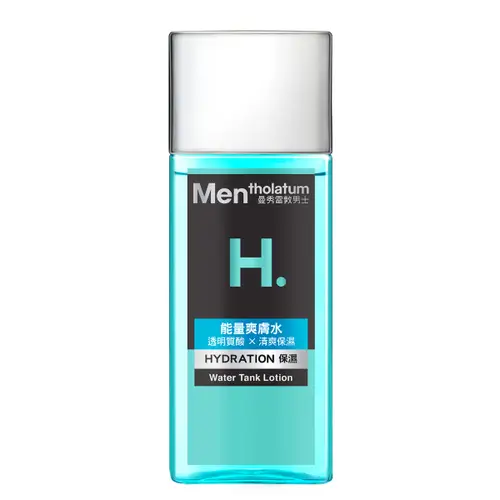 Mentholatum
曼秀雷敦男士
H.
能量爽膚水
透明質酸 × 清爽保濕
HYDRATION 保濕
Water Tank Lotion